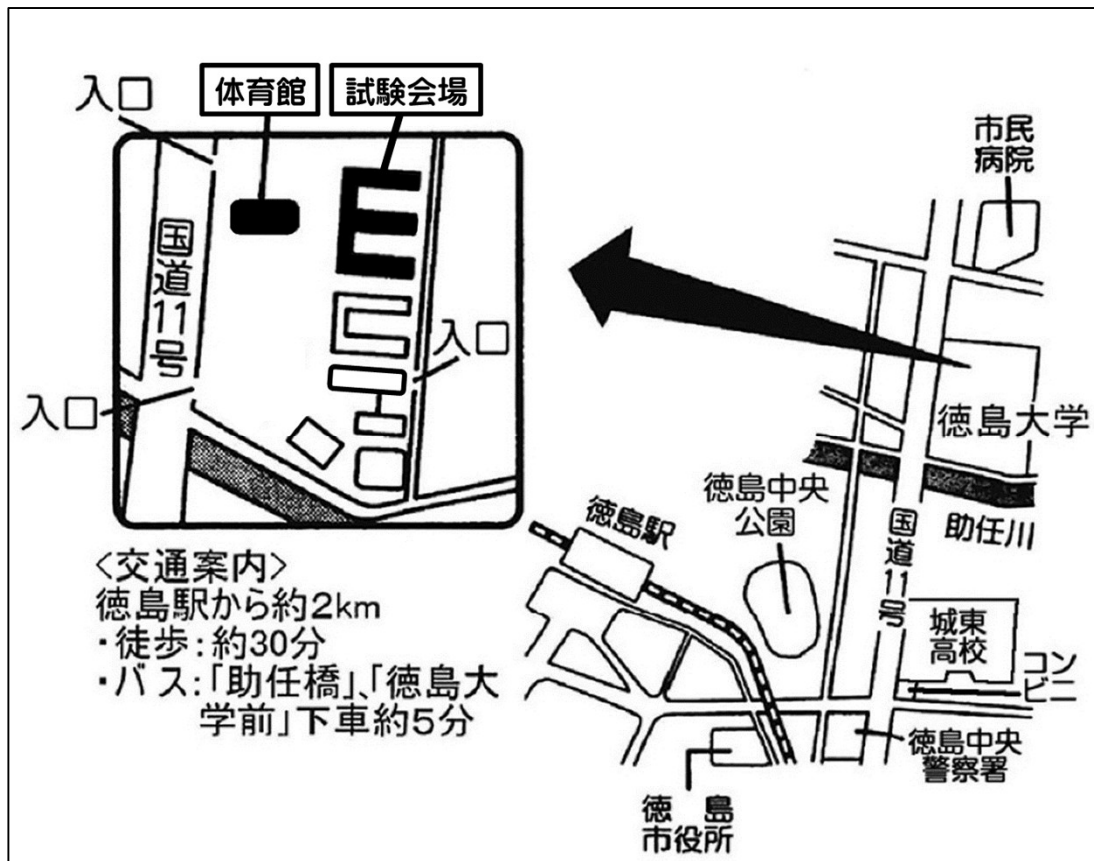 入口
体育館
試験会場
国道11号
入口
入口
市民
病院
徳島大学
徳島中央
公園
助任川
徳島駅
国道11号
城東
高校
コン
ビニ
徳島中央
警察署
徳島
市役所
<交通案内>
徳島駅から約2km
・徒歩:約30分
・バス:「助任橋」、「徳島大
学前」下車約5分